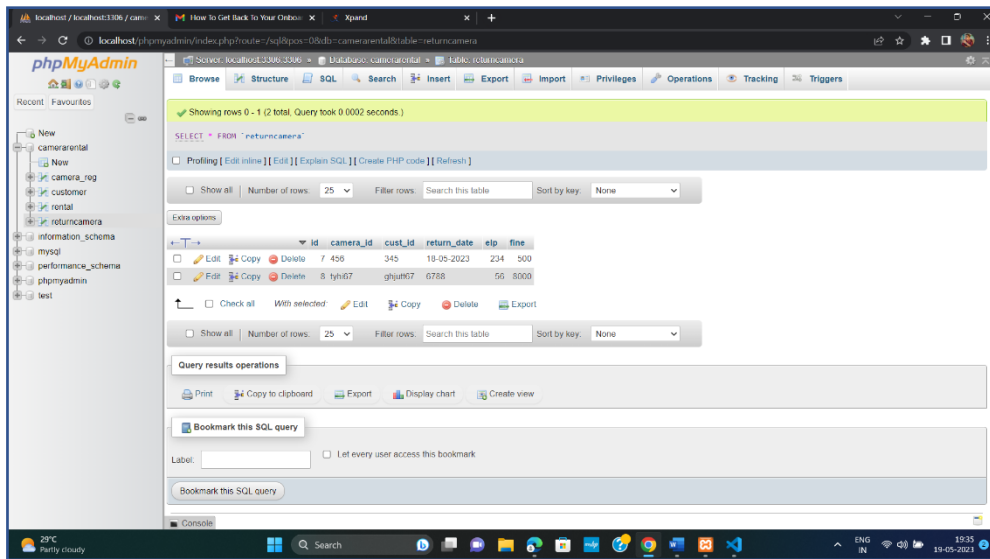 localhost / localhost:3306 / came
How To Get Back To Your Onboa
Xpand
localhost/phpmyadmin/index.php?route=/sql&pos=0&db=camerarental&table=returncamera
phpMyAdmin
Recent Favourites
New
camerarental
New
camera_reg
customer
rental
returncamera
information_schema
mysql
performance_schema
phpmyadmin
test
Server: localhost:3306:3306 » Database: camerarental » Table: returncamera
Browse Structure SQL Search Insert Export Import Privileges Operations Tracking Triggers
Showing rows 0 - 1 (2 total, Query took 0.0002 seconds.)
SELECT * FROM `returncamera`
Profiling [ Edit inline ] [ Edit ] [ Explain SQL ] [ Create PHP code ] [ Refresh ]
Show all | Number of rows: 25 Filter rows: Search this table Sort by key: None
Extra options
id camera_id cust_id return_date elp fine
Edit Copy Delete 7 456 345 18-05-2023 234 500
Edit Copy Delete 8 tyhi67 ghjutt67 6788 56 8000
Check all With selected: Edit Copy Delete Export
Show all | Number of rows: 25 Filter rows: Search this table Sort by key: None
Query results operations
Print Copy to clipboard Export Display chart Create view
Bookmark this SQL query
Label: Let every user access this bookmark
Bookmark this SQL query
Console
29°C
Partly cloudy
Search
ENG
IN
19:35
19-05-2023